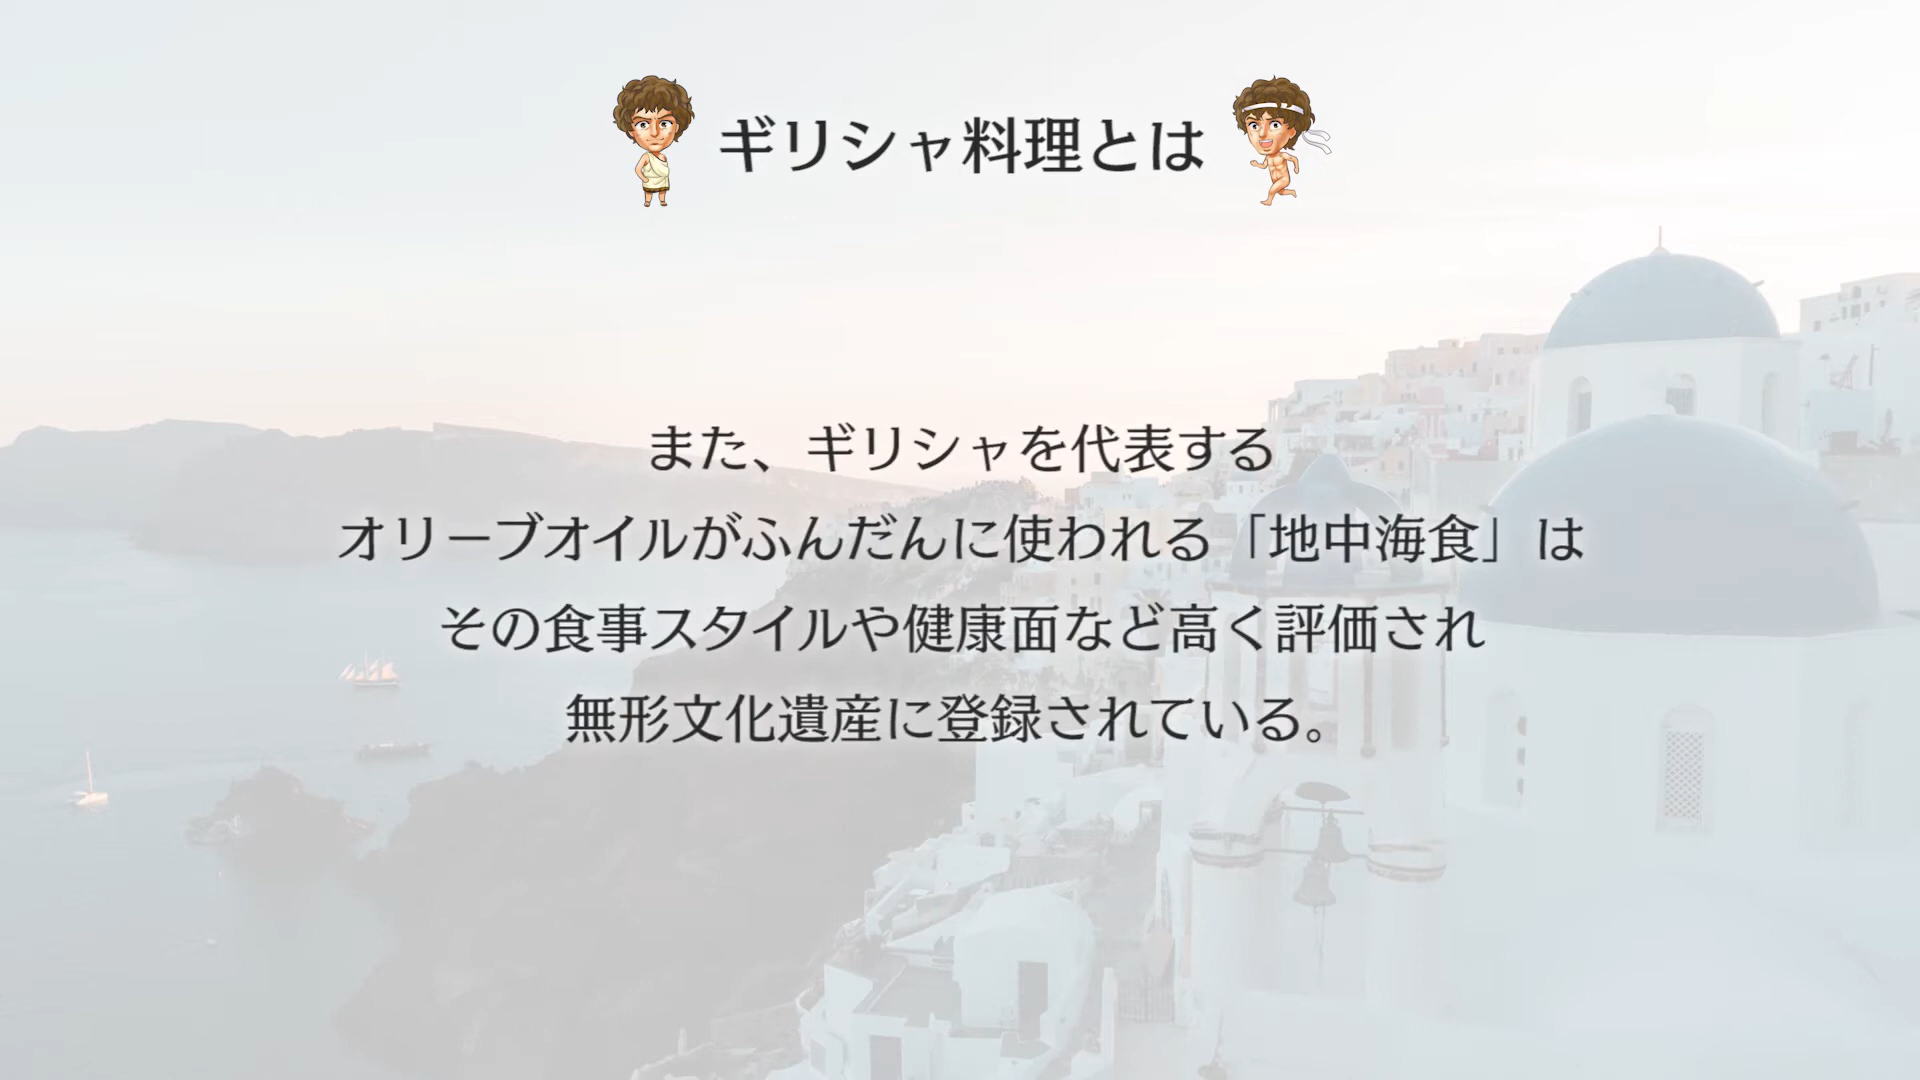 ギリシャ料理とは
また、ギリシャを代表する
オリーブオイルがふんだんに使われる「地中海食」は
その食事スタイルや健康面など高く評価され
無形文化遺産に登録されている。